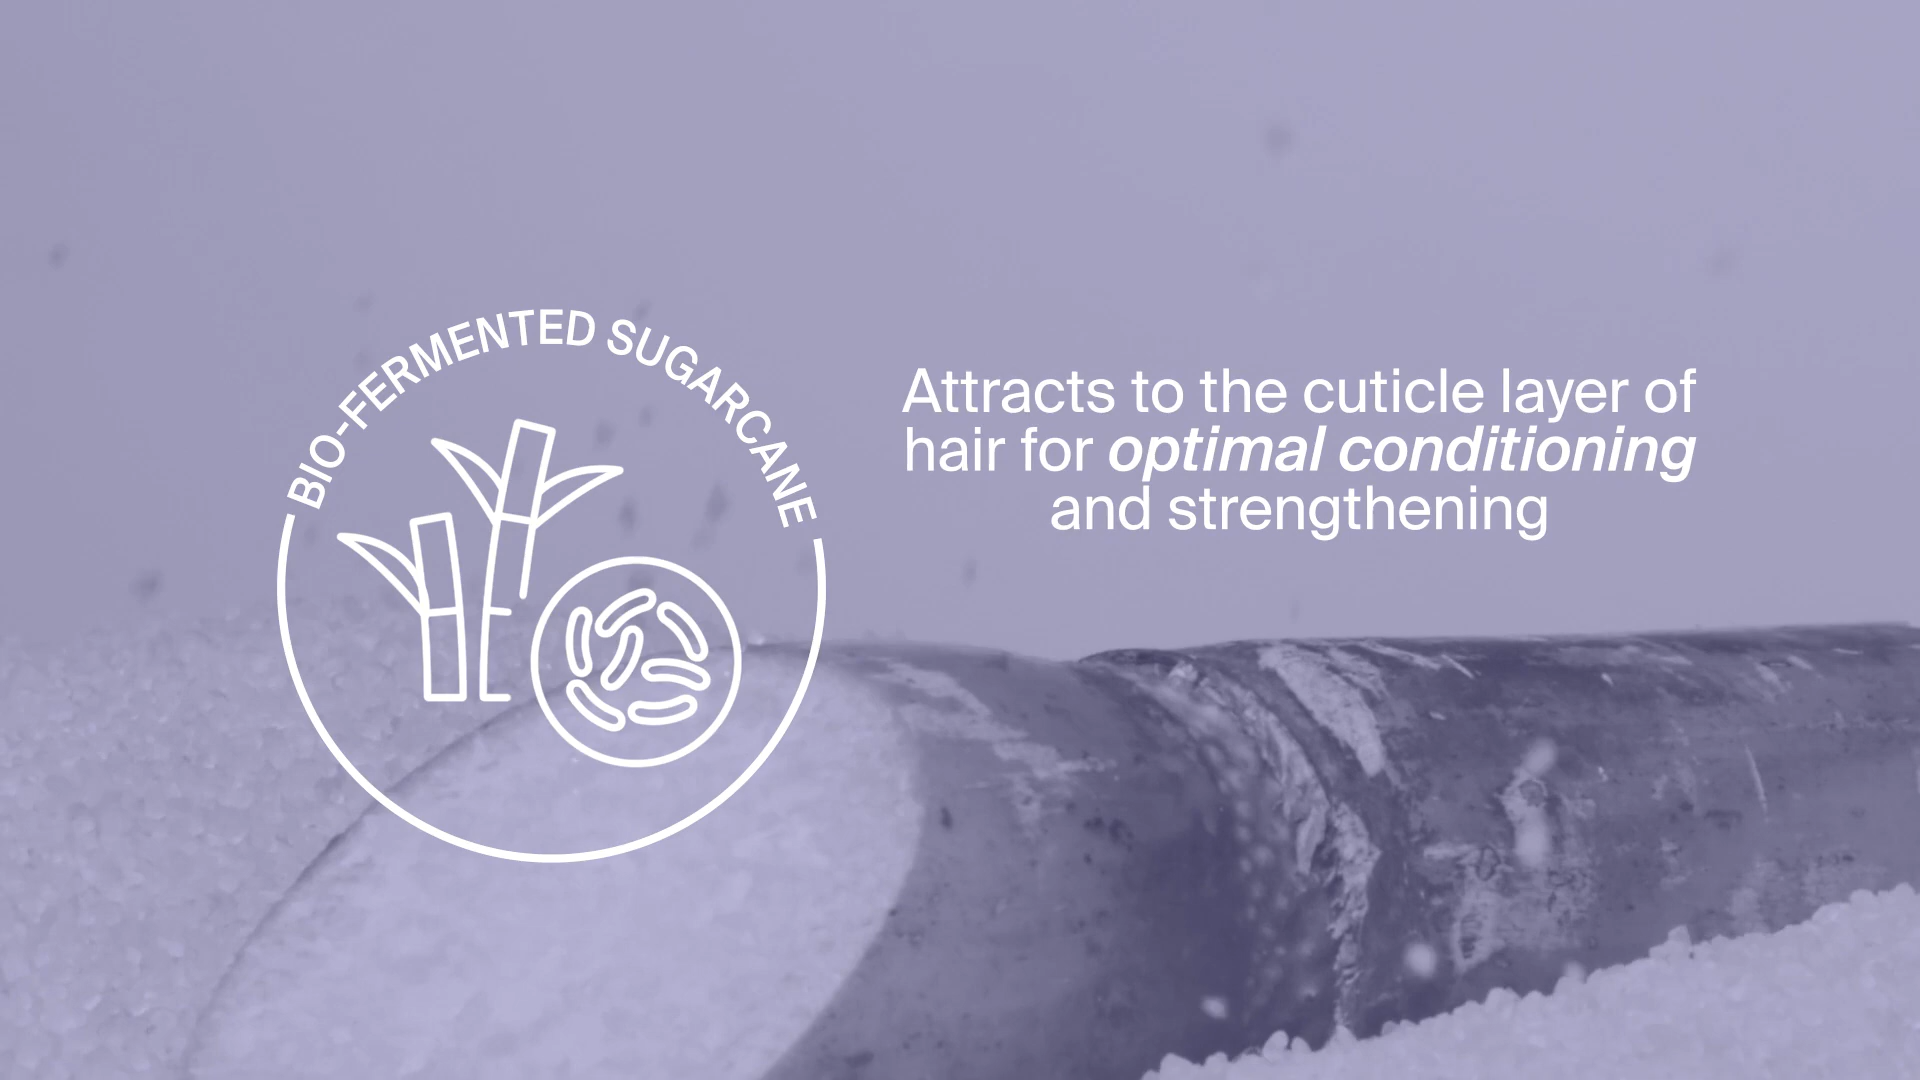 BIO-FERMENTED SUGARCANE
Attracts to the cuticle layer of
hair for optimal conditioning
and strengthening